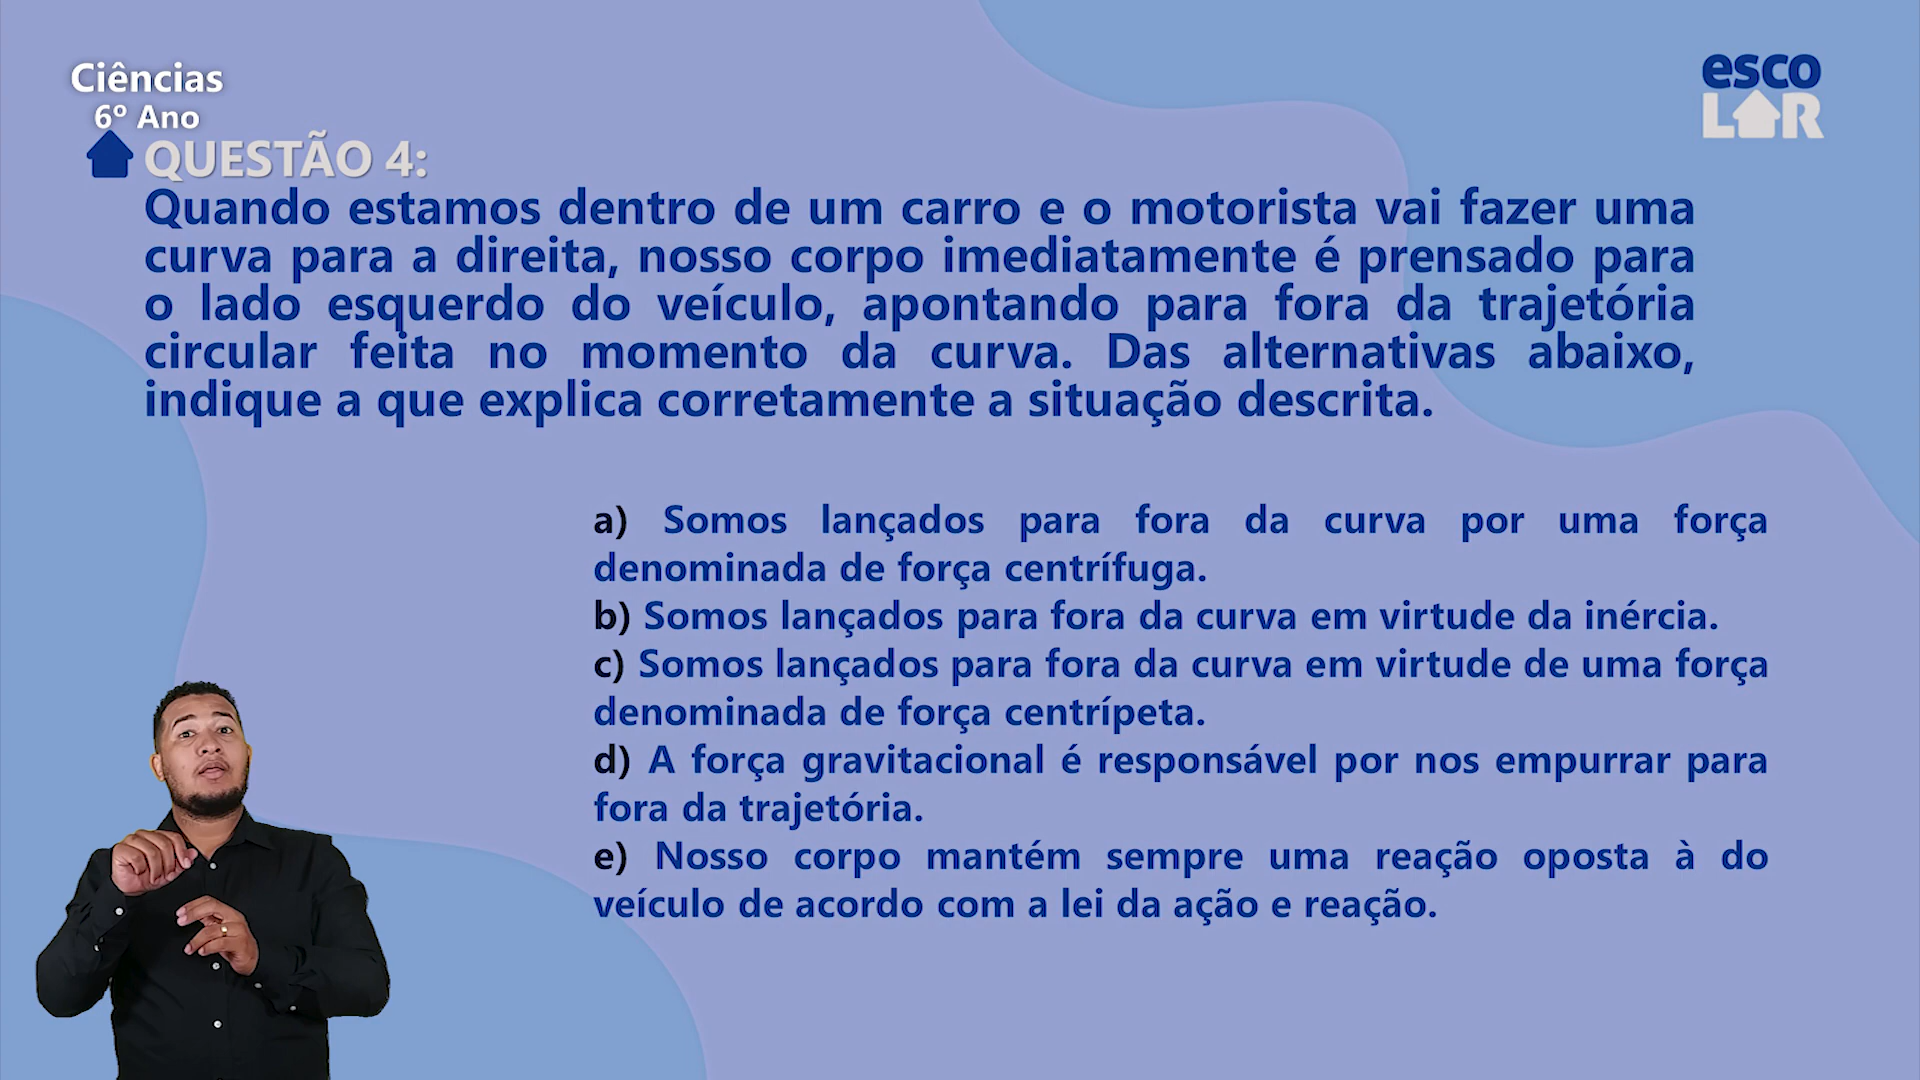 Ciências
6º Ano
esco
LAR
QUESTÃO 4:
Quando estamos dentro de um carro e o motorista vai fazer uma
curva para a direita, nosso corpo imediatamente é prensado para
o lado esquerdo do veículo, apontando para fora da trajetória
circular feita no momento da curva. Das alternativas abaixo,
indique a que explica corretamente a situação descrita.
a) Somos lançados para fora da curva por uma força
denominada de força centrífuga.
b) Somos lançados para fora da curva em virtude da inércia.
c) Somos lançados para fora da curva em virtude de uma força
denominada de força centrípeta.
d) A força gravitacional é responsável por nos empurrar para
fora da trajetória.
e) Nosso corpo mantém sempre uma reação oposta à do
veículo de acordo com a lei da ação e reação.